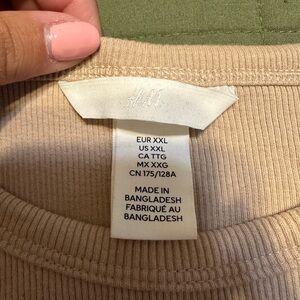 H&M
EUR XXL
US XXL
CA TTG
MX XXG
CN 175/128A
MADE IN
BANGLADESH
FABRIQUÉ AU
BANGLADESH